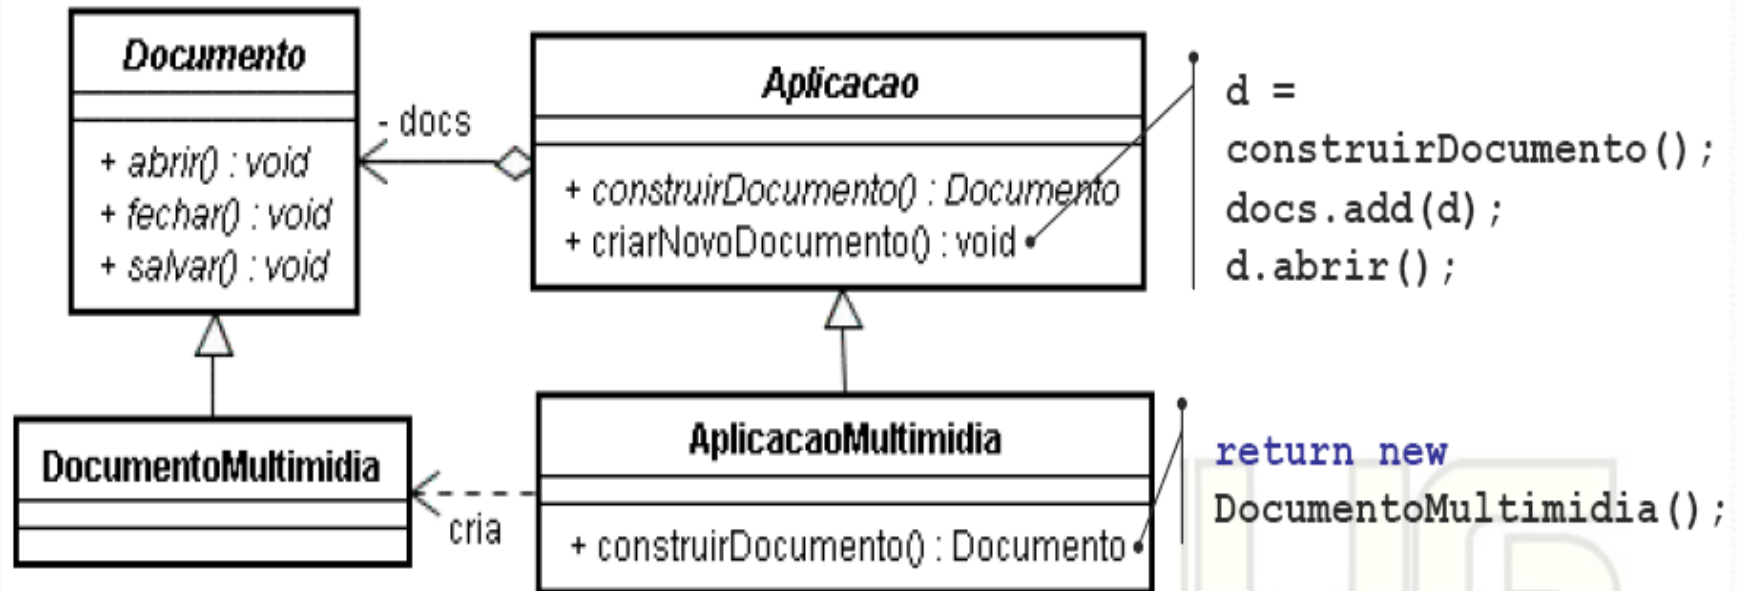 Documento
+ abrir() : void
+ fechar() : void
+ salvar() : void
- docs
Aplicacao
+ construirDocumento() : Documento
+ criarNovoDocumento() : void
d =
construirDocumento();
docs.add(d);
d.abrir();
DocumentoMultimidia
cria
AplicacaoMultimidia
+ construirDocumento() : Documento
return new
DocumentoMultimidia();